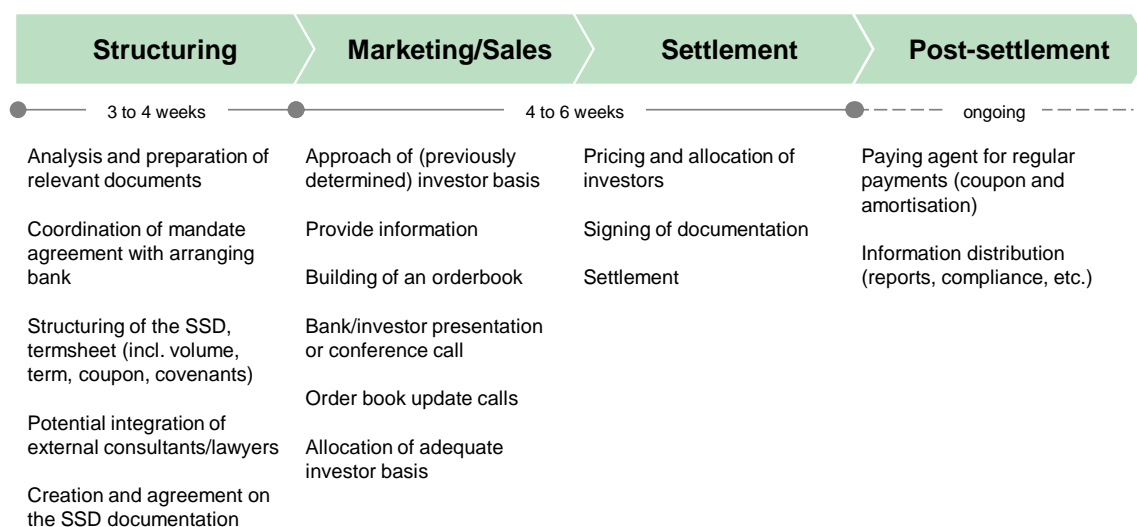 Structuring
Marketing/Sales
Settlement
Post-settlement
3 to 4 weeks
4 to 6 weeks
ongoing
Analysis and preparation of
relevant documents
Coordination of mandate
agreement with arranging
bank
Structuring of the SSD,
termsheet (incl. volume,
term, coupon, covenants)
Potential integration of
external consultants/lawyers
Creation and agreement on
the SSD documentation
Approach of (previously
determined) investor basis
Provide information
Building of an orderbook
Bank/investor presentation
or conference call
Order book update calls
Allocation of adequate
investor basis
Pricing and allocation of
investors
Signing of documentation
Settlement
Paying agent for regular
payments (coupon and
amortisation)
Information distribution
(reports, compliance, etc.)